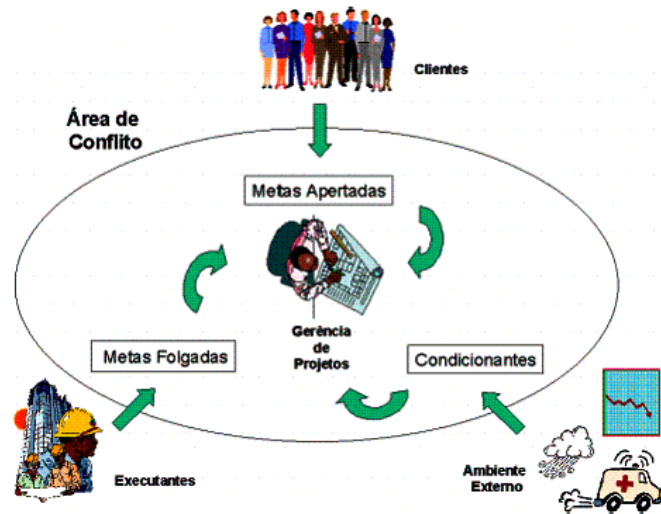 Clientes
Área de
Conflito
Metas Apertadas
Gerência
de
Projetos
Metas Folgadas
Condicionantes
Executantes
Ambiente
Externo